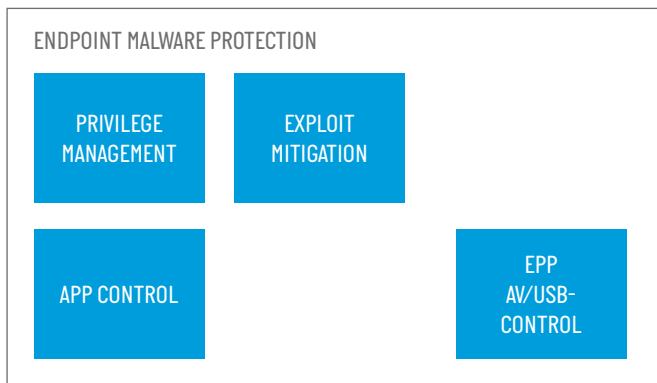 ENDPOINT MALWARE PROTECTION
PRIVILEGE
MANAGEMENT
EXPLOIT
MITIGATION
APP CONTROL
EPP
AV/USB-
CONTROL